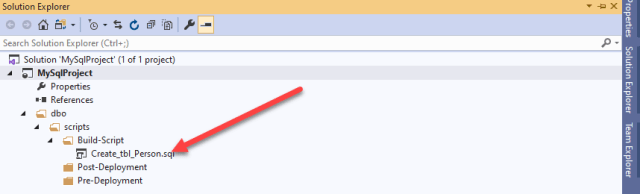 Solution Explorer
Search Solution Explorer (Ctrl+;)
Solution 'MySqlProject' (1 of 1 project)
MySqlProject
Properties
References
dbo
scripts
Build-Script
Create_tbl_Person.sql
Post-Deployment
Pre-Deployment
Properties
Solution Explorer
Team Explorer